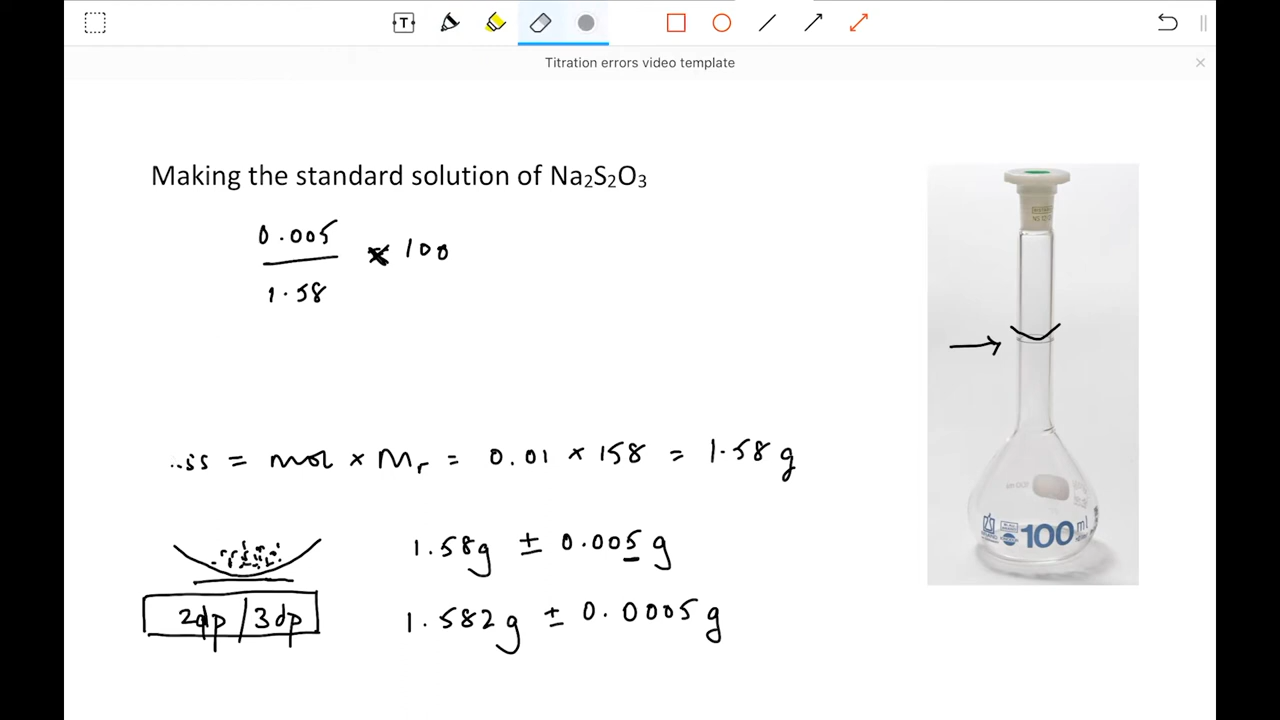 T
Titration errors video template
Making the standard solution of Na₂S₂O₃
0.005
1.58
× 100
= mol × Mr = 0.01 × 158 = 1.58 g
1.58g ± 0.005 g
2dp / 3dp
1.582 g ± 0.0005 g
100 ml